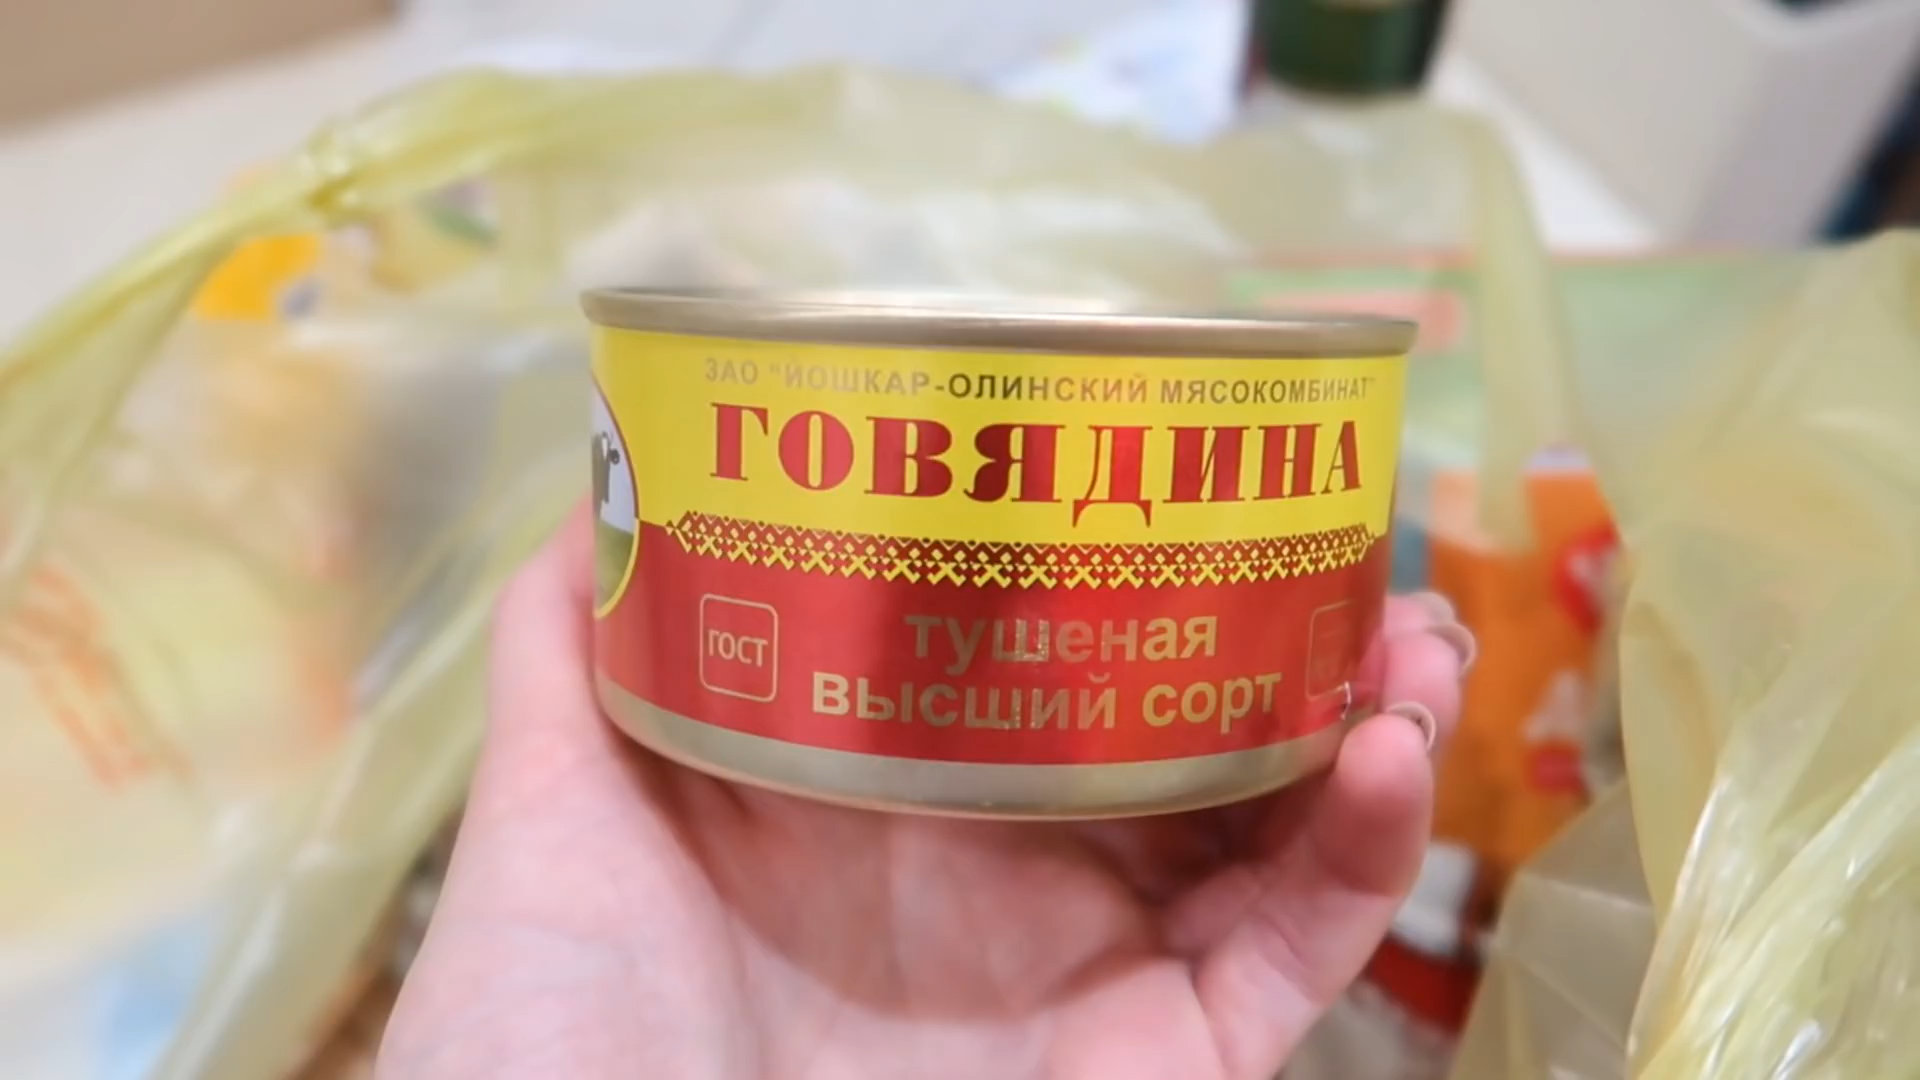 ЗАО "ЙОШКАР-ОЛИНСКИЙ МЯСОКОМБИНАТ"
ГОВЯДИНА
ГОСТ
тушеная
высший сорт